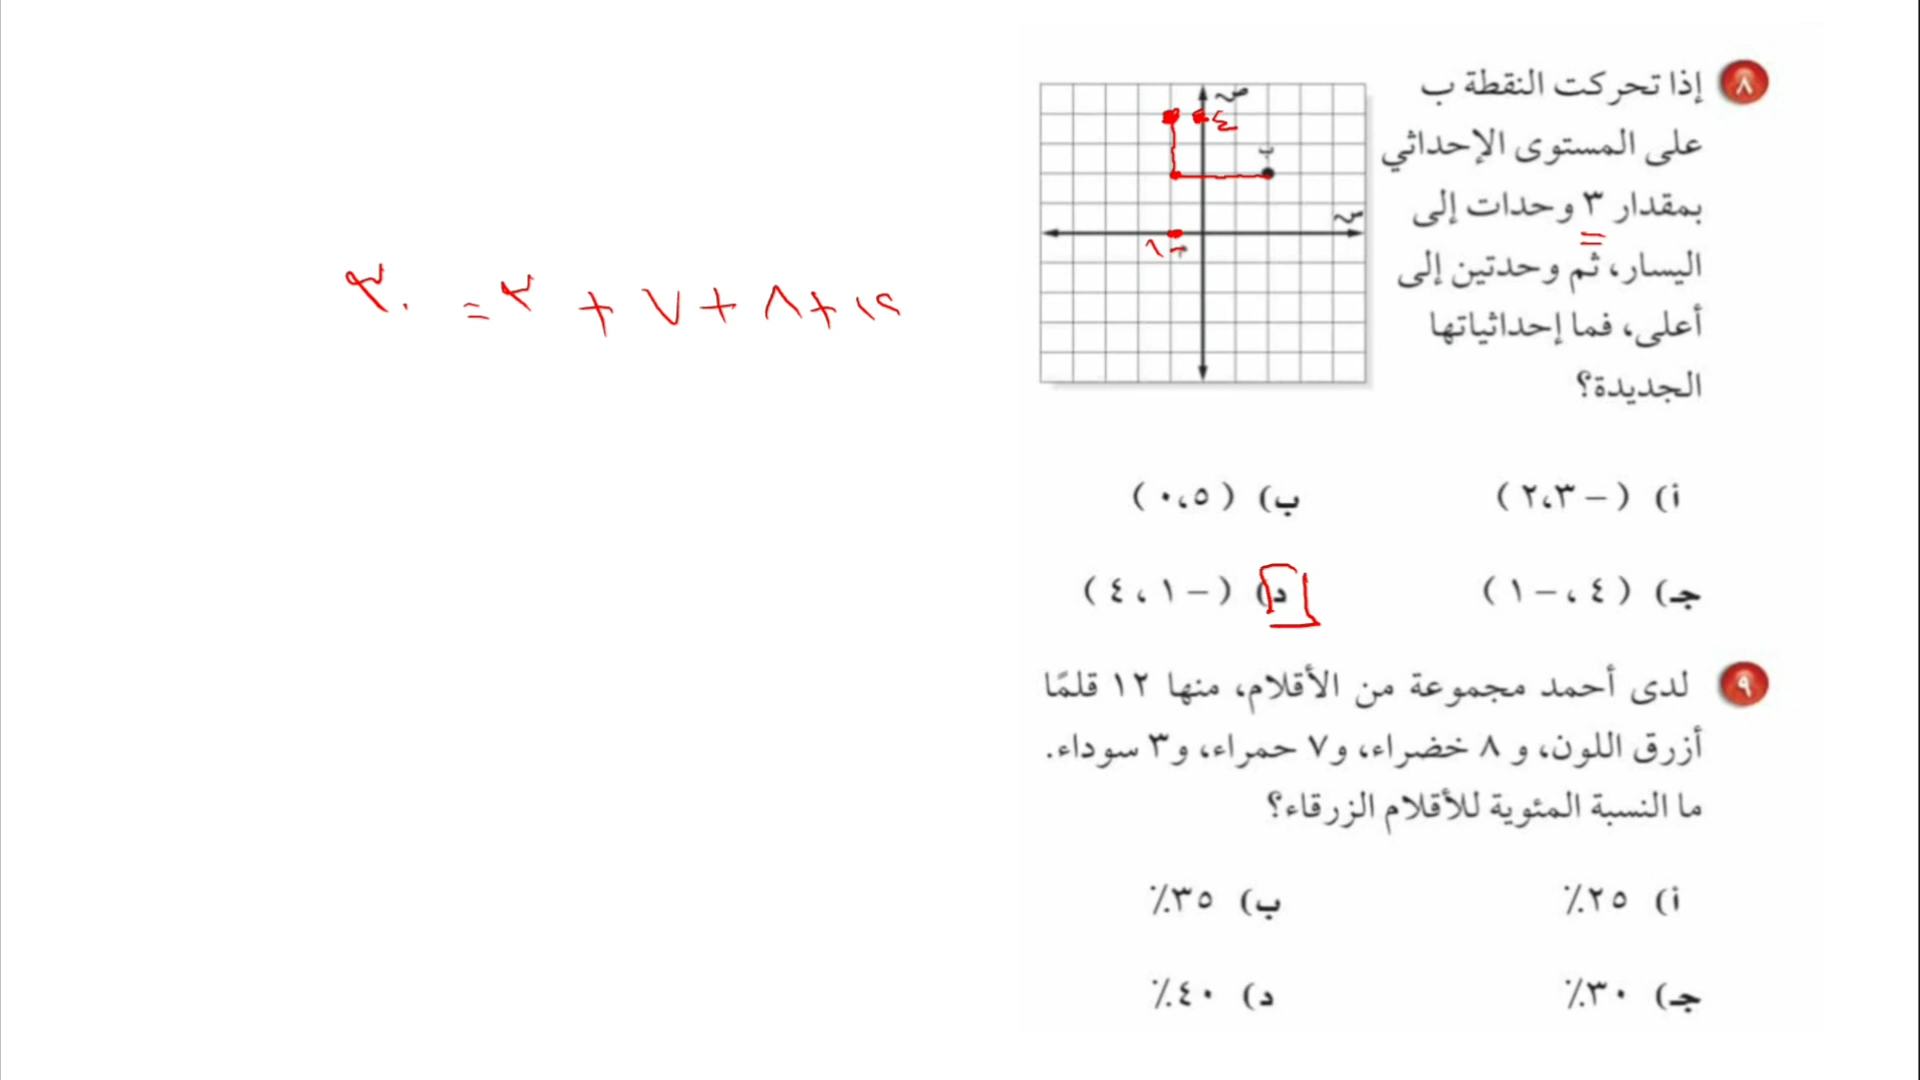 ٨ إذا تحركت النقطة ب
على المستوى الإحداثي
بمقدار ٣ وحدات إلى
اليسار، ثم وحدتين إلى
أعلى، فما إحداثياتها
الجديدة؟
ص
٤
ب
س
١ -
أ) (-٢،٣) ب) (٠،٥)
جـ) (٤، -١) د) (-١، ٤)
١٢ + ٨ + ٧ + ٣ = ٣٠
٩ لدى أحمد مجموعة من الأقلام، منها ١٢ قلمًا
أزرق اللون، و ٨ خضراء، و٧ حمراء، و٣ سوداء.
ما النسبة المئوية للأقلام الزرقاء؟
أ) ٢٥٪ ب) ٣٥٪
جـ) ٣٠٪ د) ٤٠٪